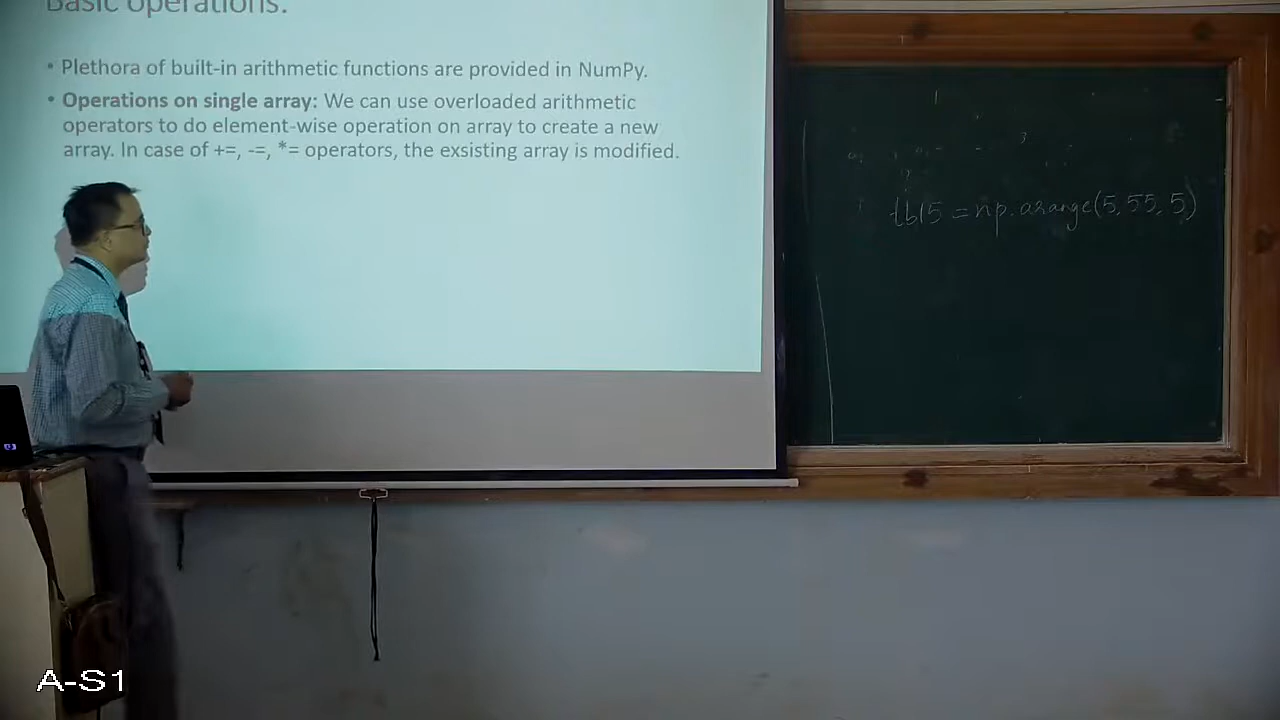 Basic operations.
• Plethora of built-in arithmetic functions are provided in NumPy.
• Operations on single array: We can use overloaded arithmetic
operators to do element-wise operation on array to create a new
array. In case of +=, -=, *= operators, the exsisting array is modified.
tbl5 = np.arange(5, 55, 5)
A-S1